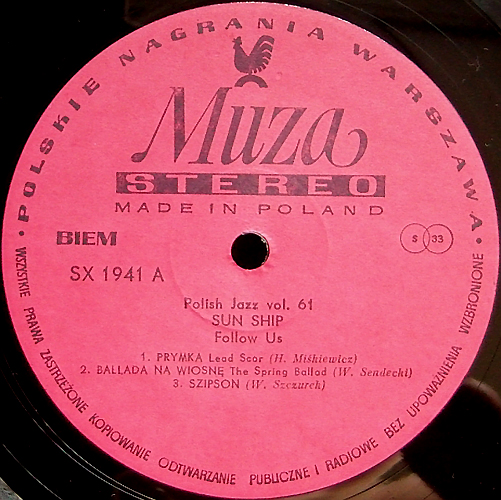 • POLSKIE NAGRANIA WARSZAWA •
Muza
STEREO
MADE IN POLAND
BIEM
S 33
SX 1941 A
Polish Jazz vol. 61
SUN SHIP
Follow Us
1. PRYMKA Lead Scar (H. Miśkiewicz)
2. BALLADA NA WIOSNĘ The Spring Ballad (W. Sendecki)
3. SZIPSON (W. Szczurek)
WSZYSTKIE PRAWA ZASTRZEŻONE KOPIOWANIE ODTWARZANIE PUBLICZNE I RADIOWE BEZ UPOWAŻNIENIA WZBRONIONE